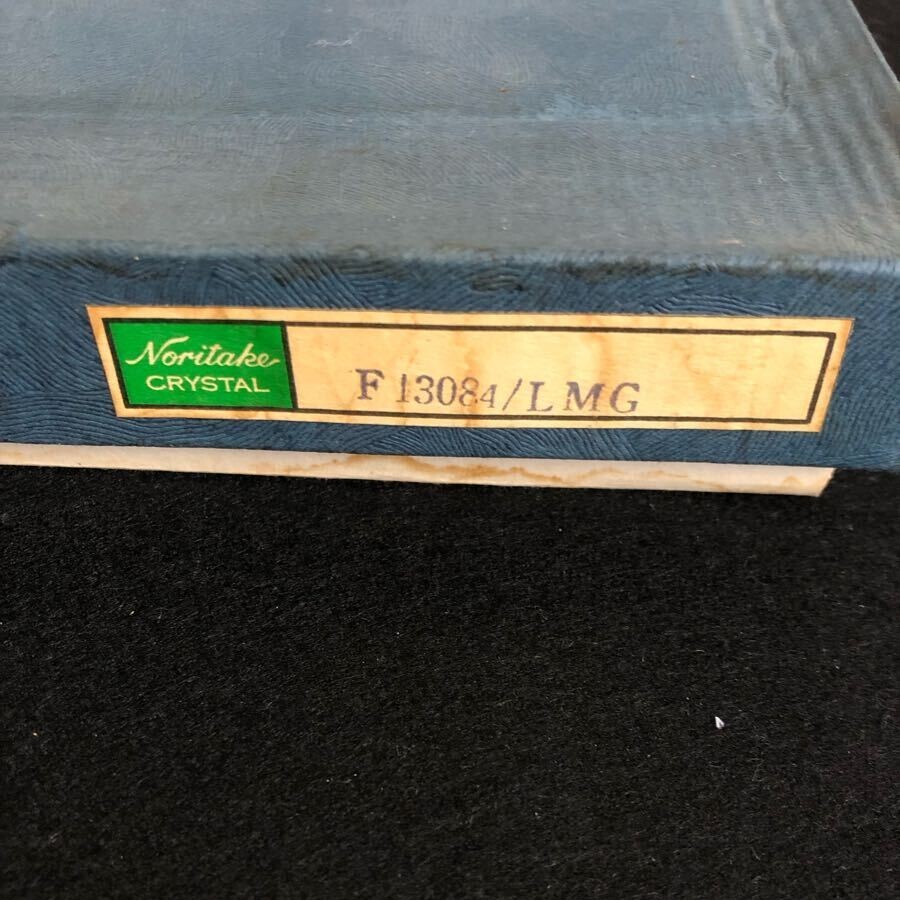 Noritake
CRYSTAL
F 13084/LMG